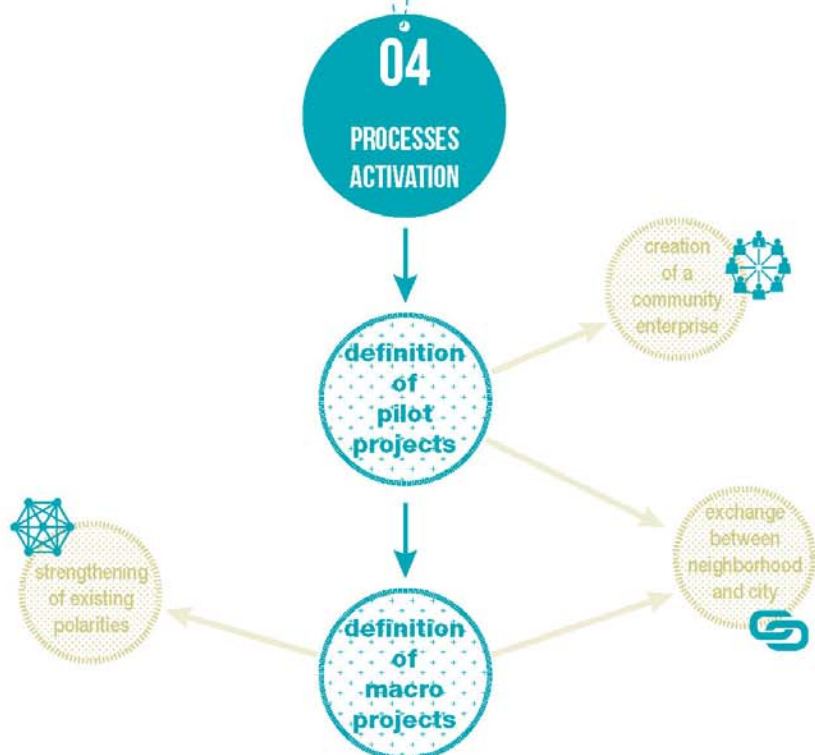 04
PROCESSES
ACTIVATION
creation
of a
community
enterprise
definition
of
pilot
projects
exchange
between
neighborhood
and city
strengthening
of existing
polarities
definition
of
macro
projects